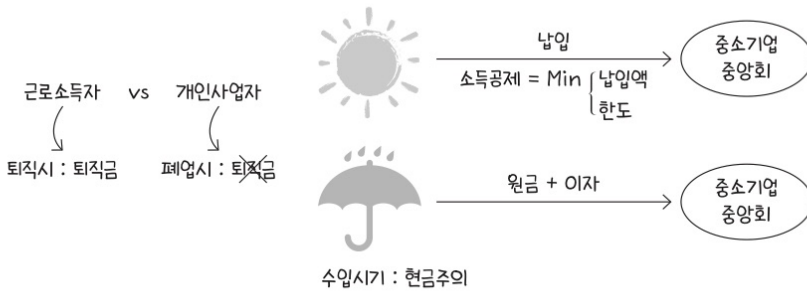 근로소득자 vs 개인사업자
퇴직시 : 퇴직금
폐업시 : 퇴직금
납입
소득공제 = Min { 납입액
한도
중소기업
중앙회
원금 + 이자
중소기업
중앙회
수입시기 : 현금주의